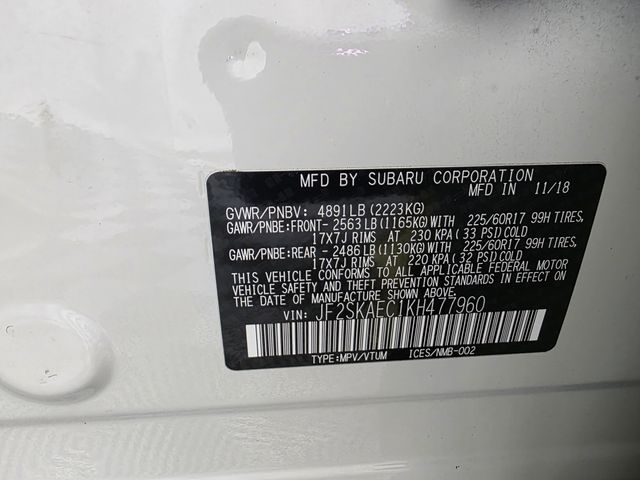 MFD BY SUBARU CORPORATION
MFD IN 11/18
GVWR/PNBV: 4891LB(2223KG)
GAWR/PNBE:FRONT-2563LB(1165KG)WITH 225/60R17 99H TIRES,
17X7J RIMS AT 230 KPA(33 PSI)COLD
GAWR/PNBE:REAR -2486LB(1130KG)WITH 225/60R17 99H TIRES,
17X7J RIMS AT 220 KPA(32 PSI)COLD
THIS VEHICLE CONFORMS TO ALL APPLICABLE FEDERAL MOTOR
VEHICLE SAFETY AND THEFT PREVENTION STANDARDS IN EFFECT ON
THE DATE OF MANUFACTURE SHOWN ABOVE.
VIN: JF2SKAEC1KH477960
TYPE:MPV/VTUM ICES/NMB-002